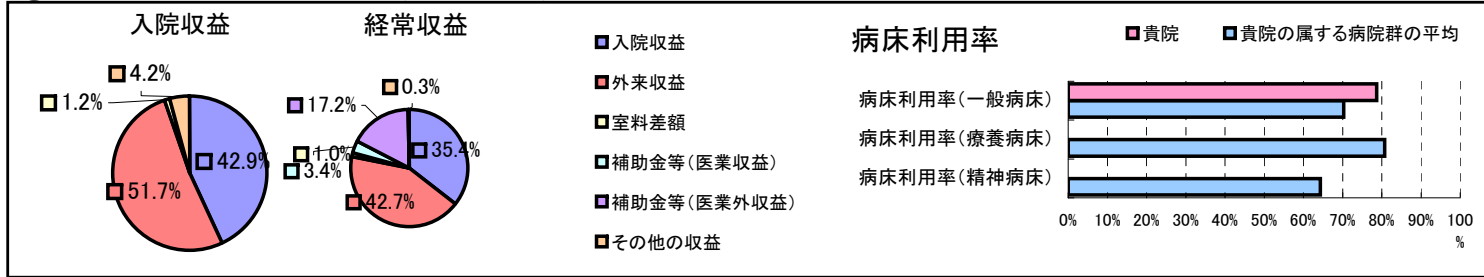 入院収益
4.2%
1.2%
42.9%
51.7%
経常収益
0.3%
17.2%
1.0%
3.4%
35.4%
42.7%
入院収益
外来収益
室料差額
補助金等(医業収益)
補助金等(医業外収益)
その他の収益
病床利用率
貴院 貴院の属する病院群の平均
病床利用率(一般病床)
病床利用率(療養病床)
病床利用率(精神病床)
0% 10% 20% 30% 40% 50% 60% 70% 80% 90% 100
%